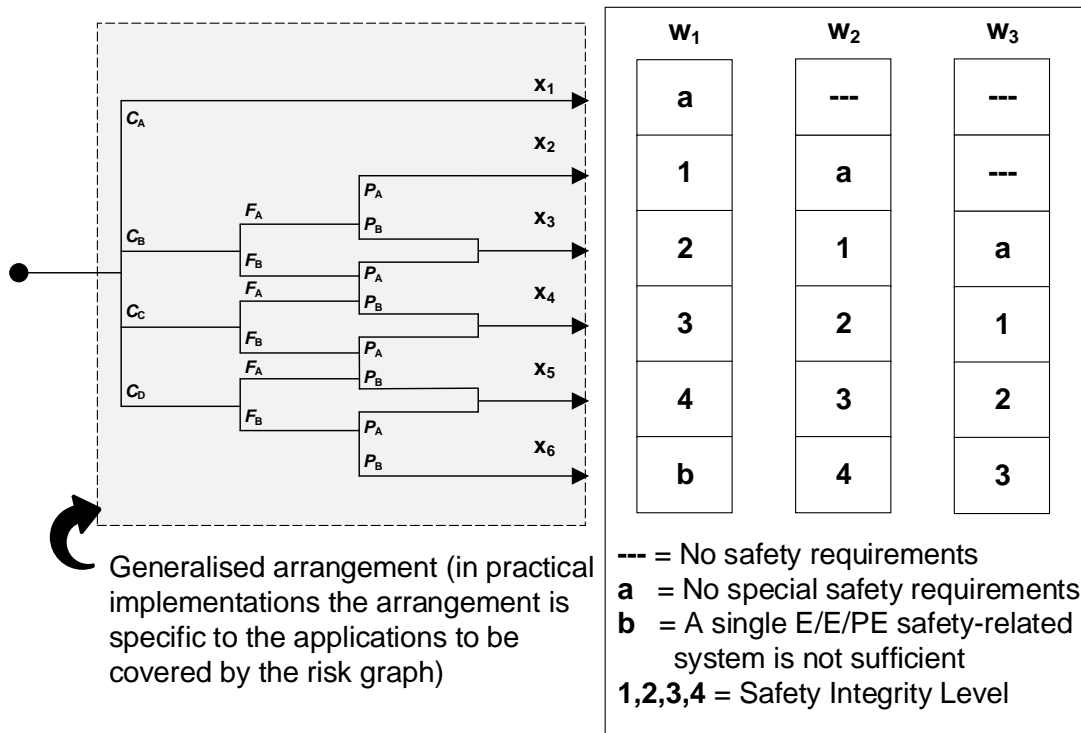 W1 W2 W3
X1
CA
a --- ---
X2
PA
1 a ---
FA
PB
X3
CB
FB
PA
2 1 a
FA
PB
X4
CC
FB
PA
3 2 1
FA
PB
X5
CD
FB
PA
4 3 2
PB
X6
b 4 3
Generalised arrangement (in practical
implementations the arrangement is
specific to the applications to be
covered by the risk graph)
--- = No safety requirements
a = No special safety requirements
b = A single E/E/PE safety-related
system is not sufficient
1,2,3,4 = Safety Integrity Level